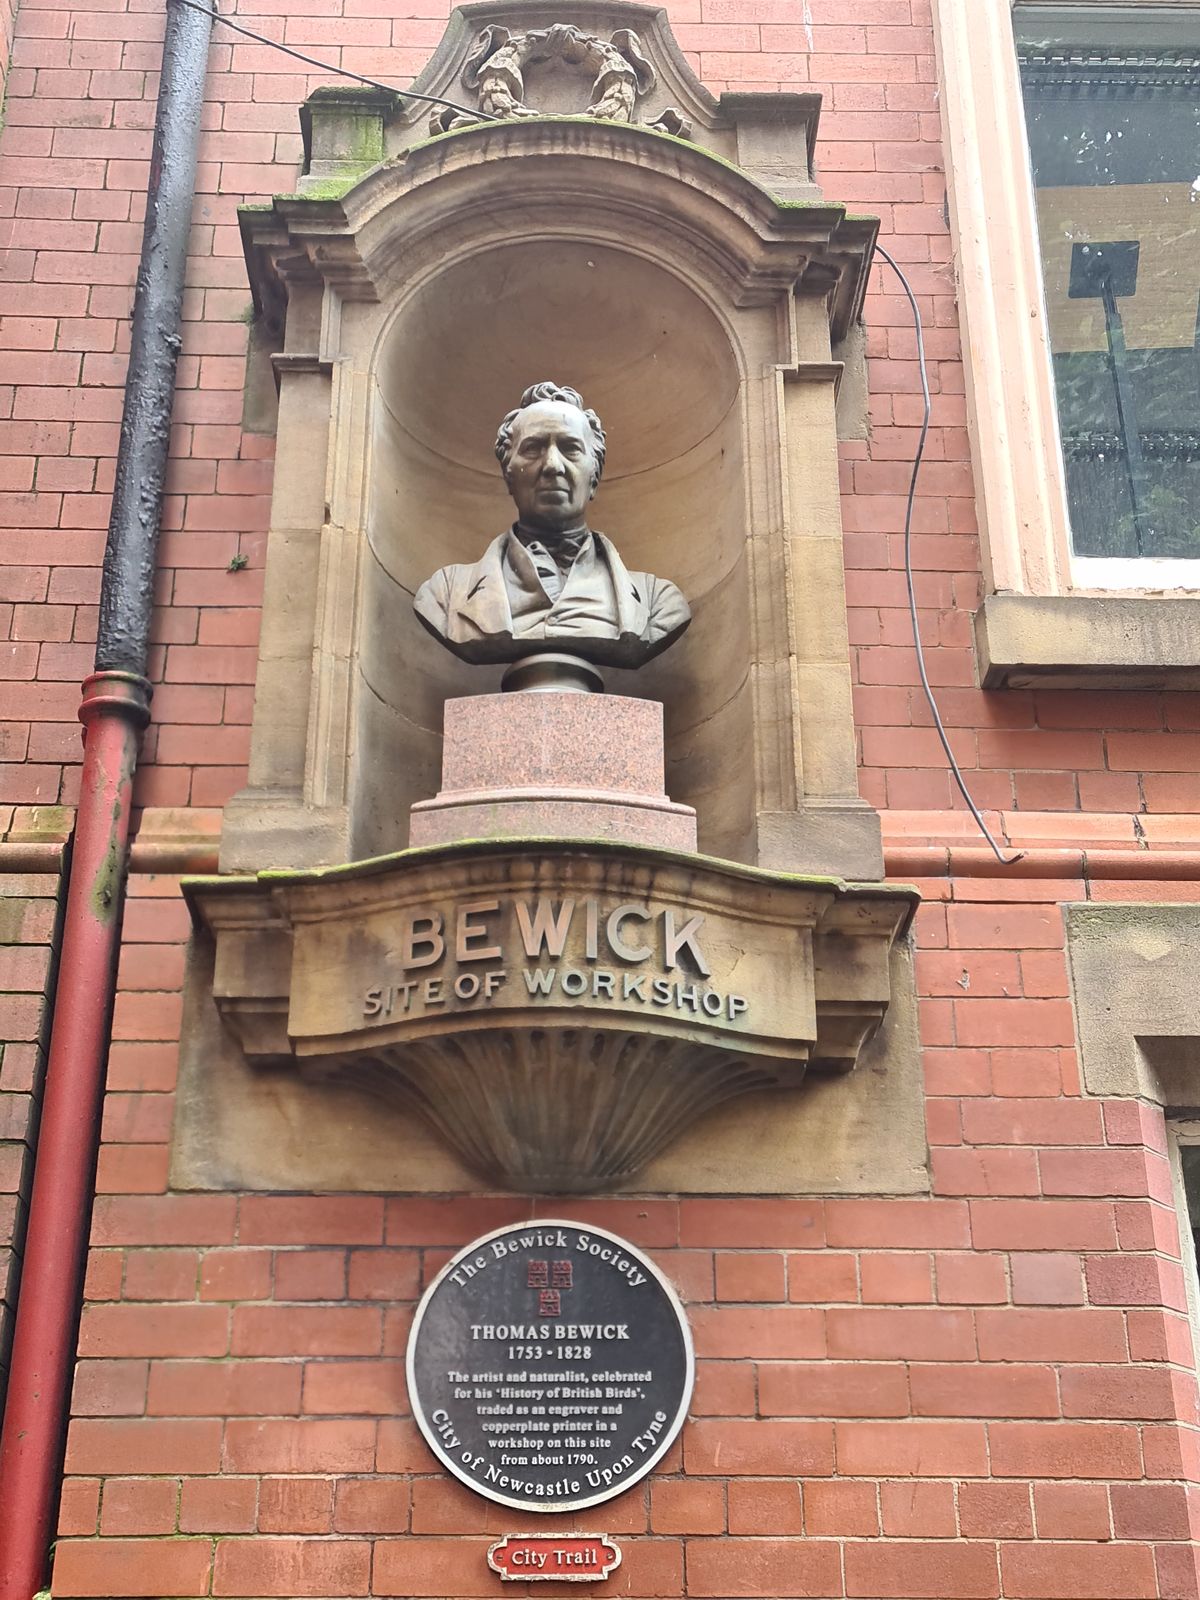 BEWICK
SITE OF WORKSHOP
The Bewick Society
THOMAS BEWICK
1753 - 1828
The artist and naturalist, celebrated
for his 'History of British Birds',
traded as an engraver and
copperplate printer in a
workshop on this site
from about 1790.
City of Newcastle Upon Tyne
City Trail